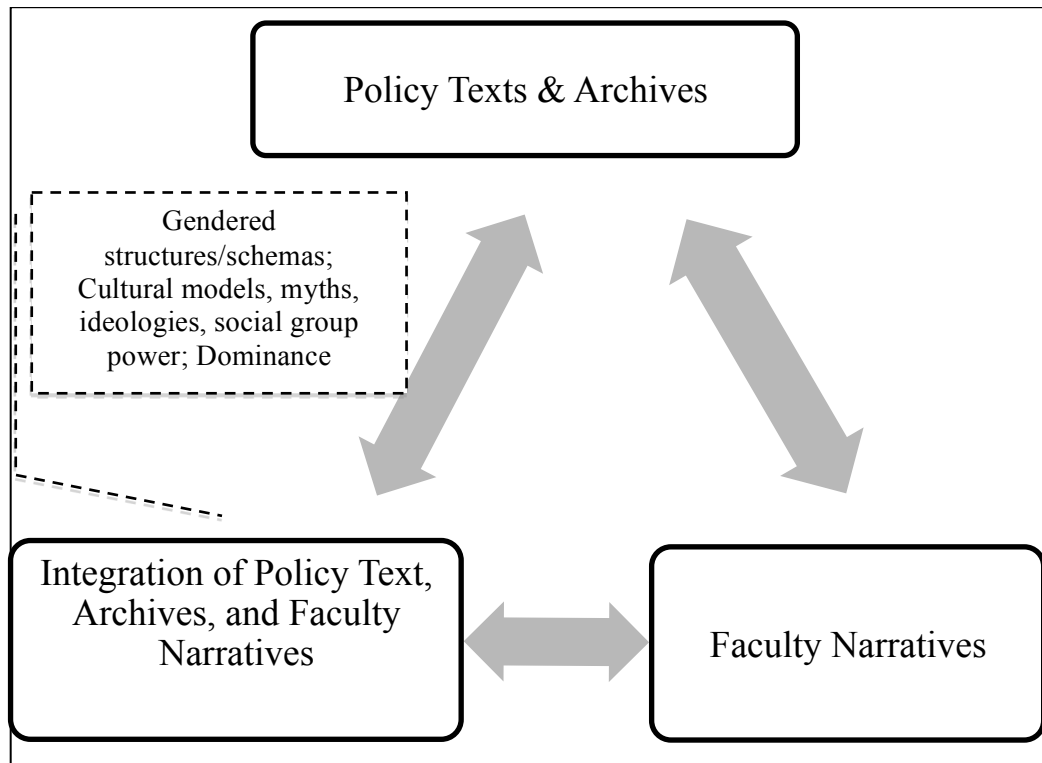 Policy Texts & Archives
Gendered
structures/schemas;
Cultural models, myths,
ideologies, social group
power; Dominance
Integration of Policy Text,
Archives, and Faculty
Narratives
Faculty Narratives